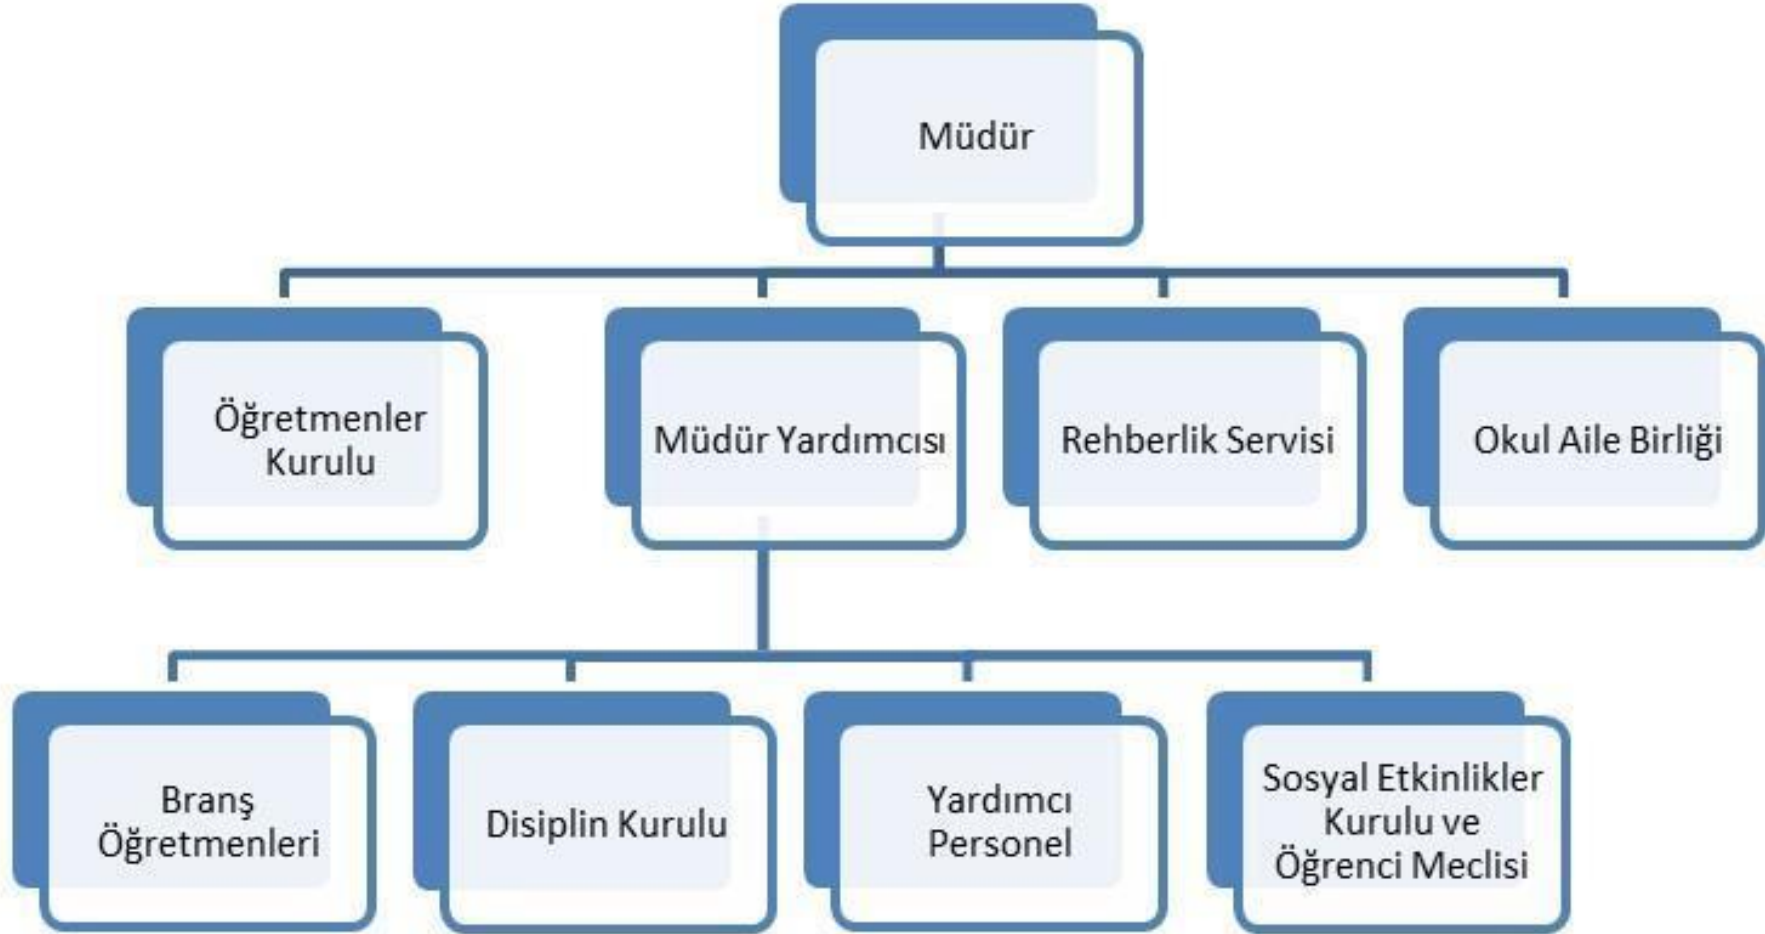 Müdür
Öğretmenler
Kurulu
Müdür Yardımcısı
Rehberlik Servisi
Okul Aile Birliği
Branş
Öğretmenleri
Disiplin Kurulu
Yardımcı
Personel
Sosyal Etkinlikler
Kurulu ve
Öğrenci Meclisi